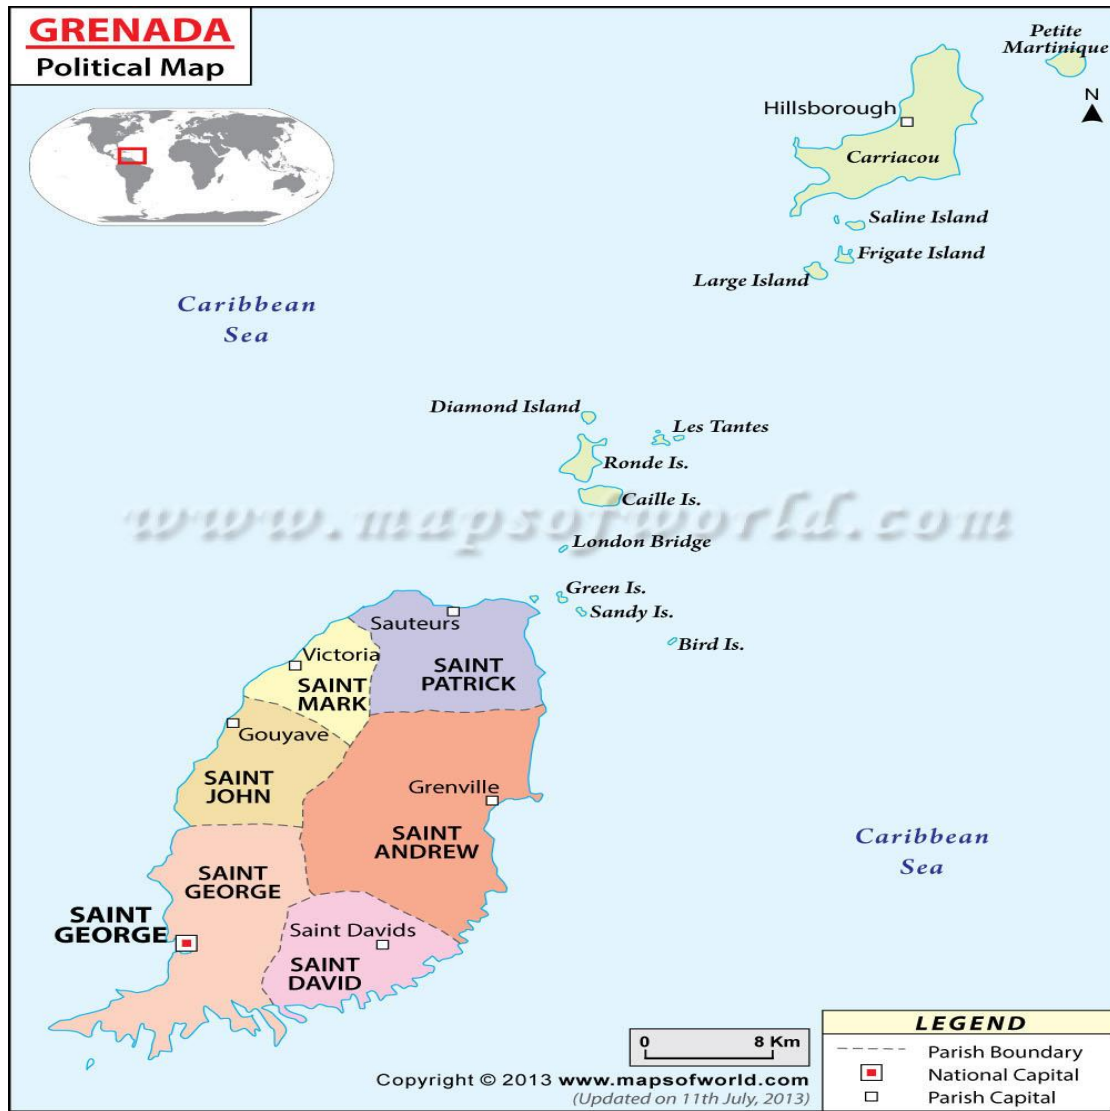 GRENADA
Political Map
Petite
Martinique
N
Hillsborough
Carriacou
Saline Island
Frigate Island
Large Island
Caribbean
Sea
Diamond Island
Les Tantes
Ronde Is.
Caille Is.
www.mapsofworld.com
London Bridge
Green Is.
Sandy Is.
Bird Is.
Sauteurs
SAINT
PATRICK
Victoria
SAINT
MARK
Gouyave
SAINT
JOHN
Grenville
SAINT
ANDREW
Caribbean
Sea
SAINT
GEORGE
SAINT
GEORGE
Saint Davids
SAINT
DAVID
0 8 Km
Copyright © 2013 www.mapsofworld.com
(Updated on 11th July, 2013)
LEGEND
Parish Boundary
National Capital
Parish Capital